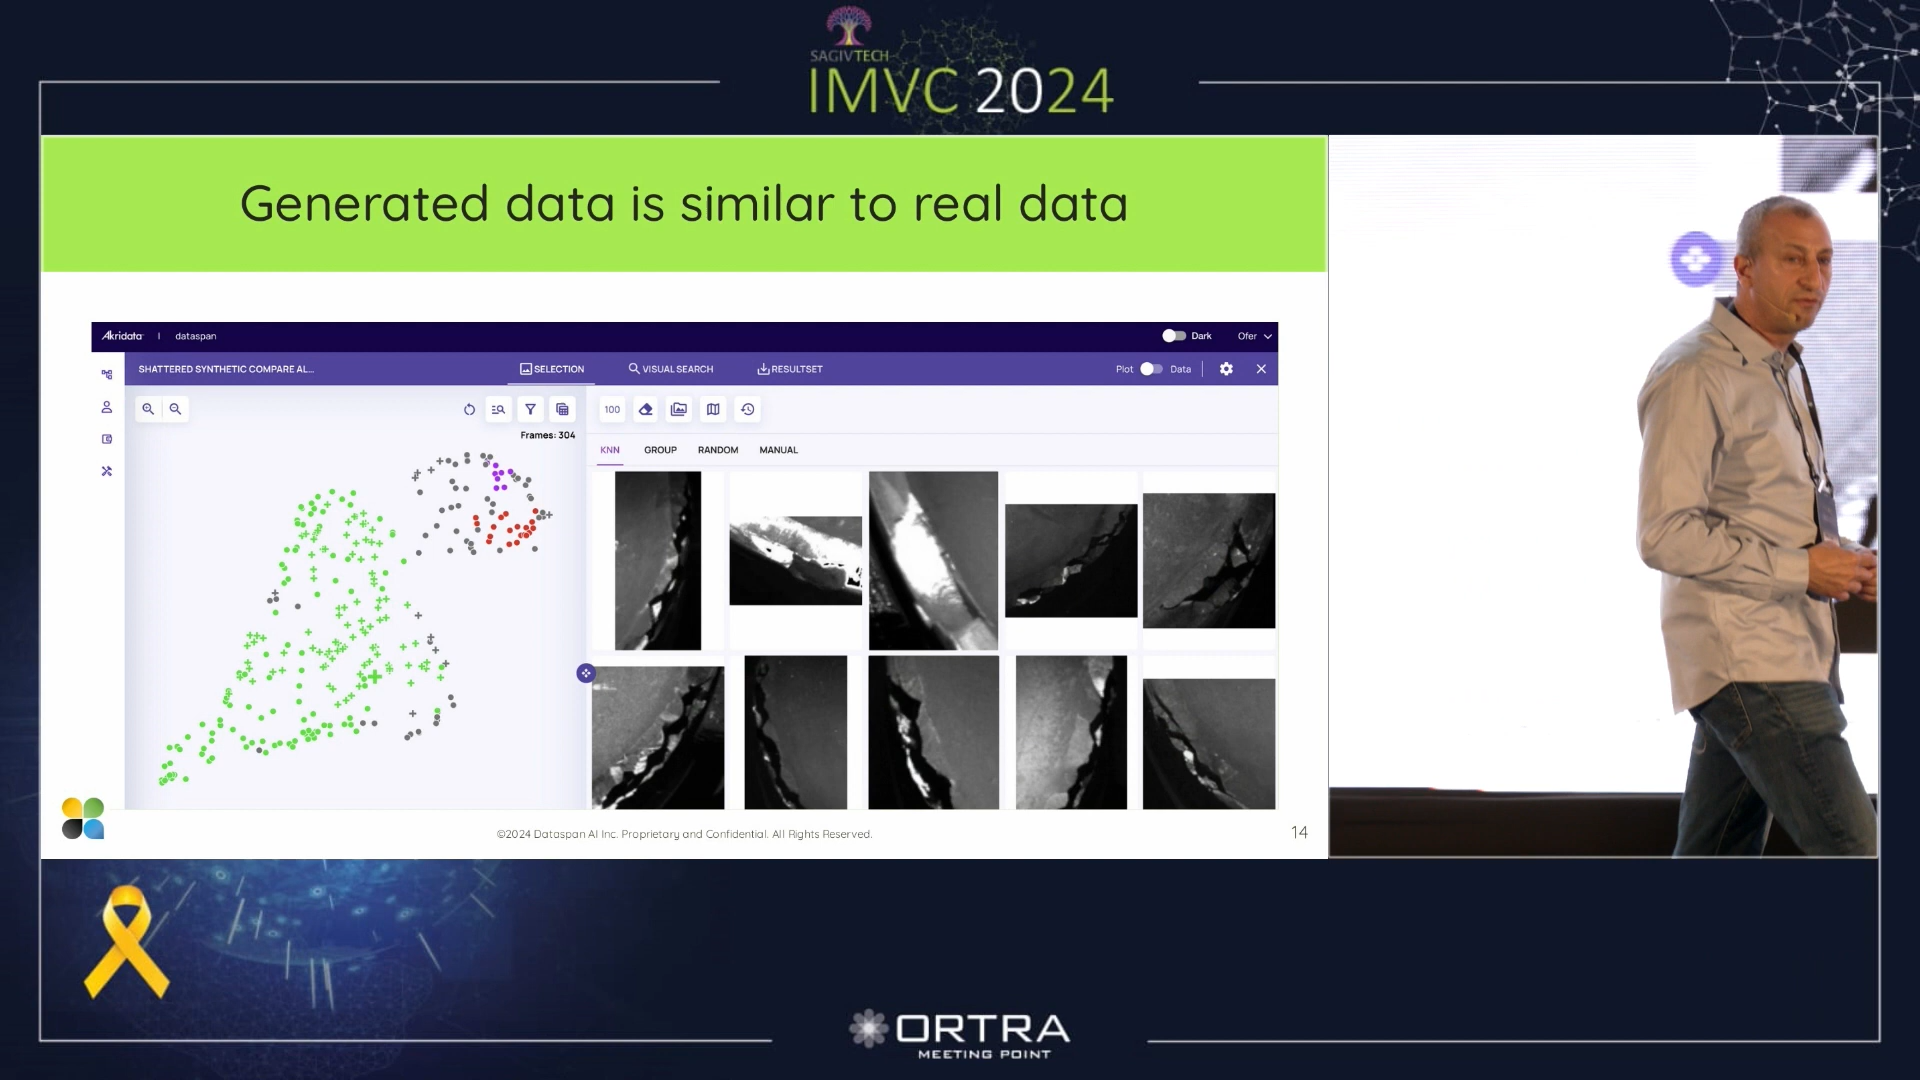 SAGIVTECH
IMVC 2024
Generated data is similar to real data
Akridata | dataspan
Dark
Ofer
SHATTERED SYNTHETIC COMPARE AL...
SELECTION
VISUAL SEARCH
RESULTSET
Plot
Data
100
Frames: 304
KNN
GROUP
RANDOM
MANUAL
©2024 Dataspan AI Inc. Proprietary and Confidential. All Rights Reserved.
14
ORTRA
MEETING POINT